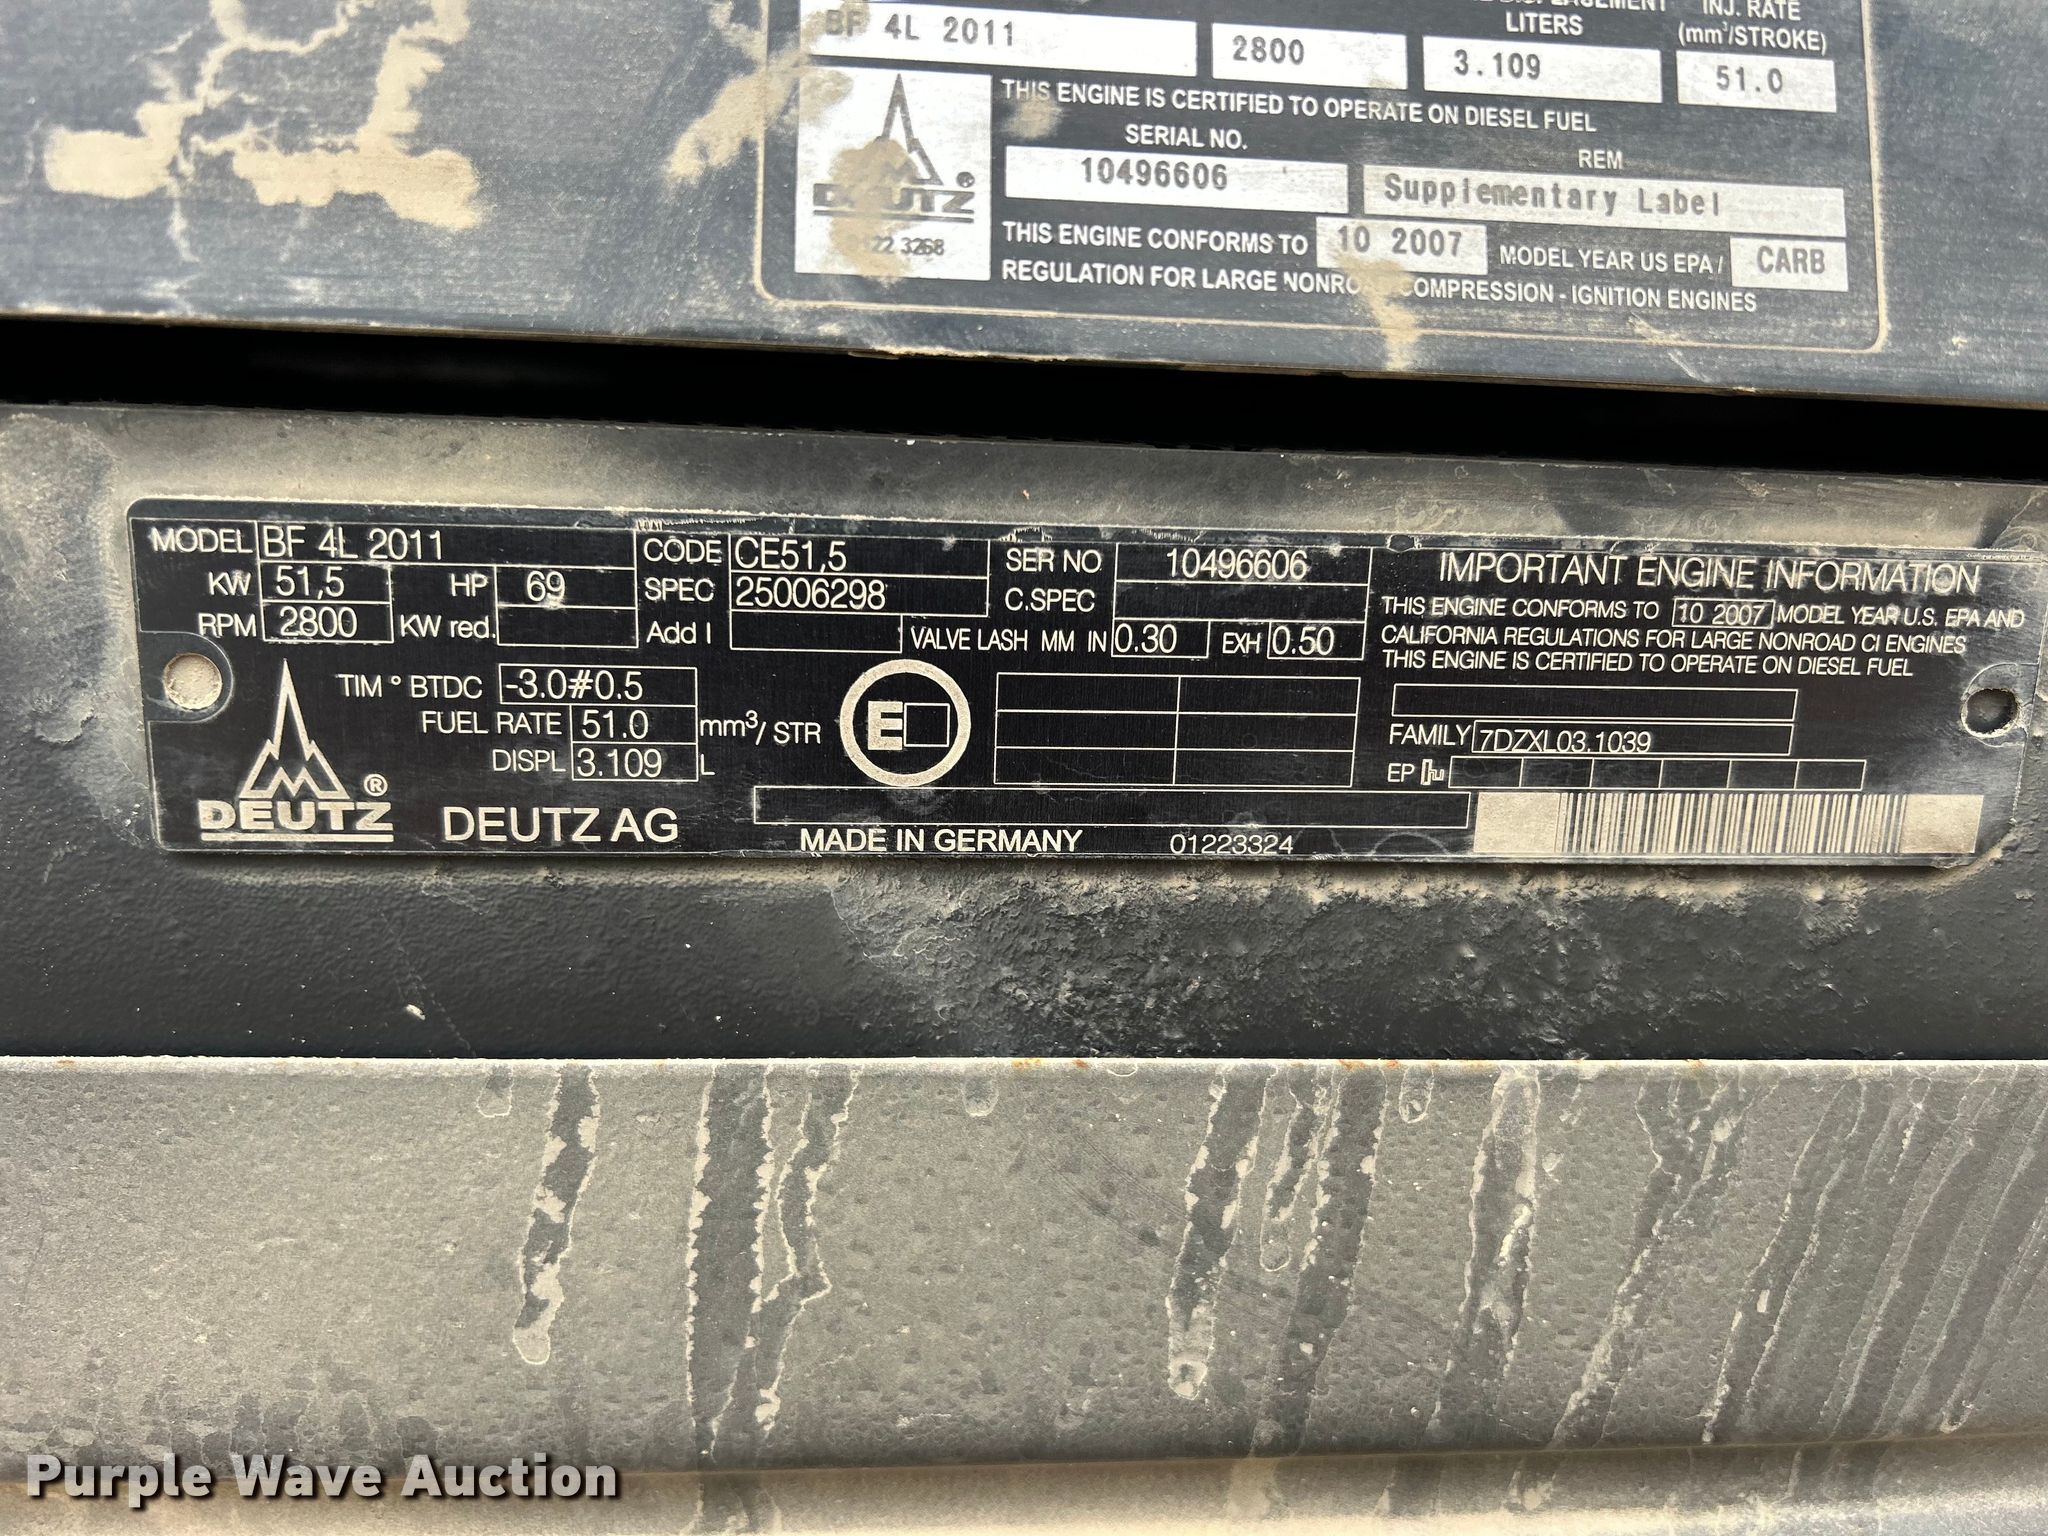 LITERS
INJ. RATE
(mm³/STROKE)
BF 4L 2011 2800 3.109 51.0
THIS ENGINE IS CERTIFIED TO OPERATE ON DIESEL FUEL
SERIAL NO. REM
10496606 Supplementary Label
DEUTZ ®
3268
THIS ENGINE CONFORMS TO 10 2007 MODEL YEAR US EPA / CARB
REGULATION FOR LARGE NONROAD COMPRESSION - IGNITION ENGINES
MODEL BF 4L 2011 CODE CE51,5 SER NO 10496606
KW 51,5 HP 69 SPEC 25006298 C.SPEC
RPM 2800 KW red. Add I VALVE LASH MM IN 0.30 EXH 0.50
IMPORTANT ENGINE INFORMATION
THIS ENGINE CONFORMS TO 10 2007 MODEL YEAR U.S. EPA AND
CALIFORNIA REGULATIONS FOR LARGE NONROAD CI ENGINES
THIS ENGINE IS CERTIFIED TO OPERATE ON DIESEL FUEL
TIM ° BTDC -3.0#0.5
FUEL RATE 51.0 mm³/ STR
DISPL 3.109 L
E
FAMILY 7DZXL03.1039
EP
DEUTZ ® DEUTZ AG
MADE IN GERMANY 01223324
Purple Wave Auction